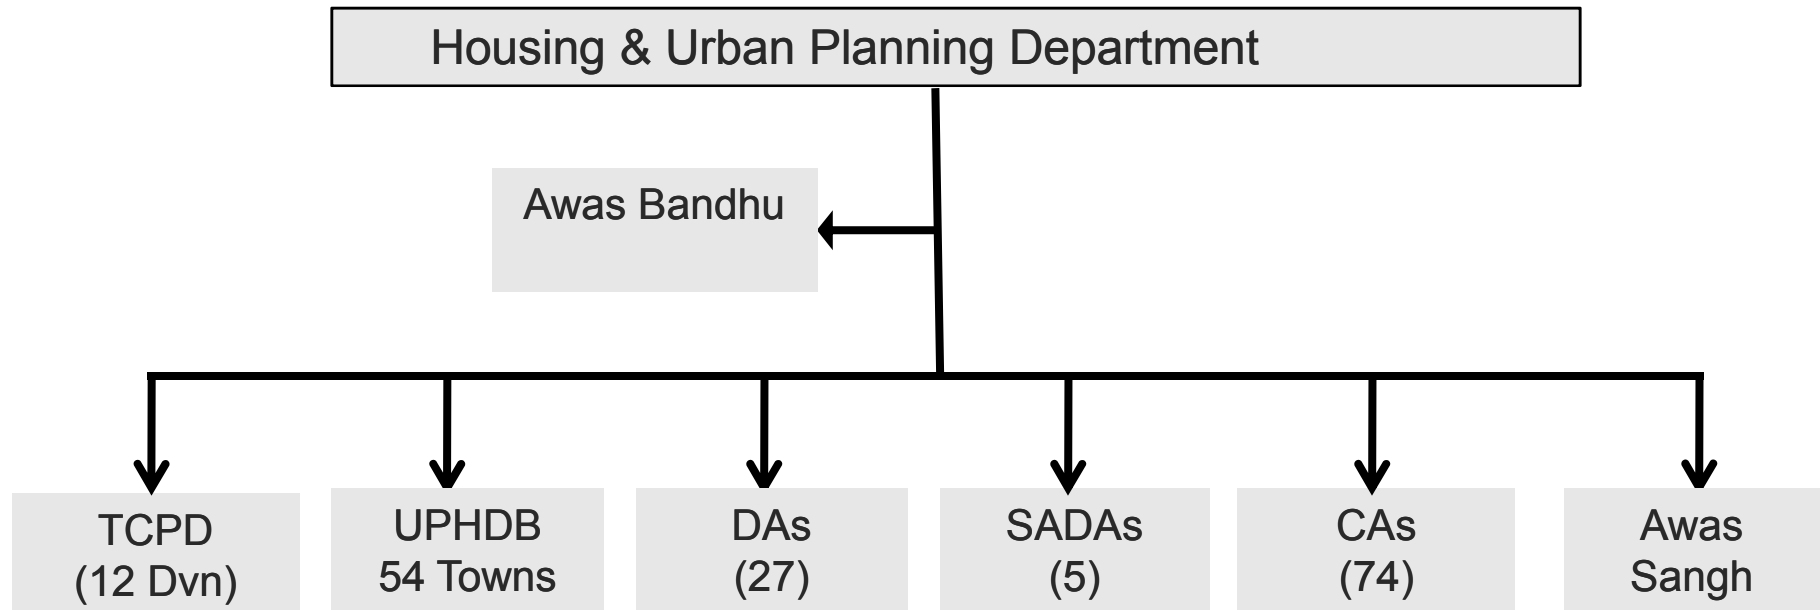 Housing & Urban Planning Department
Awas Bandhu
TCPD
(12 Dvn)
UPHDB
54 Towns
DAs
(27)
SADAs
(5)
CAs
(74)
Awas
Sangh